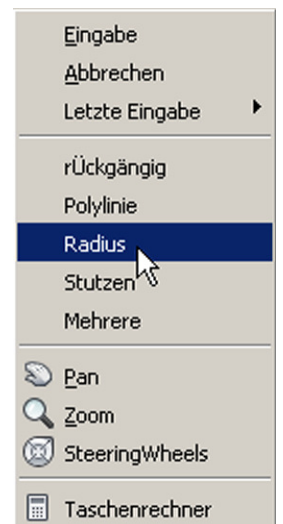 Eingabe
Abbrechen
Letzte Eingabe
rÜckgängig
Polylinie
Radius
Stutzen
Mehrere
Pan
Zoom
SteeringWheels
Taschenrechner